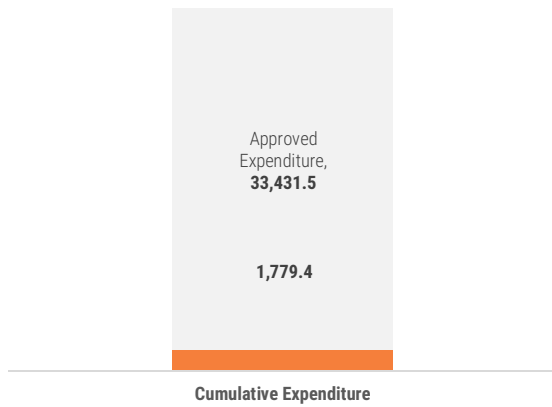 Approved
Expenditure,
33,431.5
1,779.4
Cumulative Expenditure